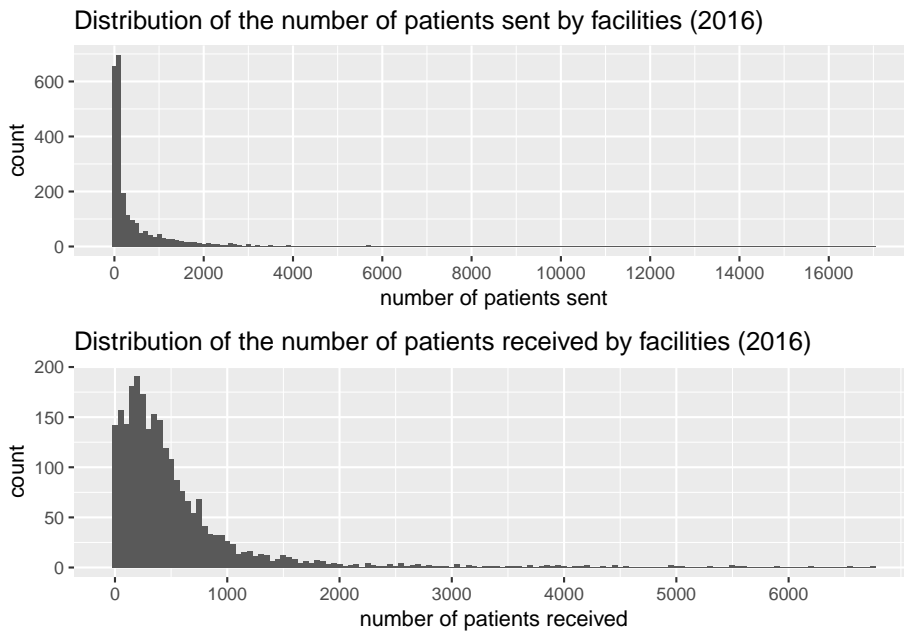 Distribution of the number of patients sent by facilities (2016)
600
400
200
0
count
0 2000 4000 6000 8000 10000 12000 14000 16000
number of patients sent
Distribution of the number of patients received by facilities (2016)
200
150
100
50
0
count
0 1000 2000 3000 4000 5000 6000
number of patients received